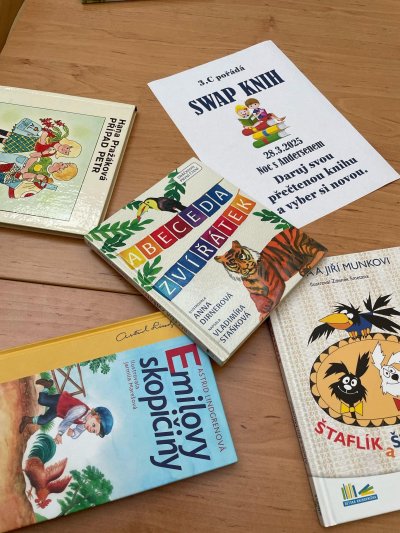 3.C pořádá
SWAP KNIH
28.3.2025
Noc s Andersenem
Daruj svou
přečtenou knihu
a vyber si novou.
Hana Pražáková
PŘÍPAD PETR
ABECEDA
ZVÍŘÁTEK
ANNA
DIRNEROVÁ
VLADIMÍRA
STAŇKOVÁ
A JIŘÍ MUNKOVI
ŠTAFLÍK a
ASTRID LINDGRENOVÁ
Emilovy
skopičiny